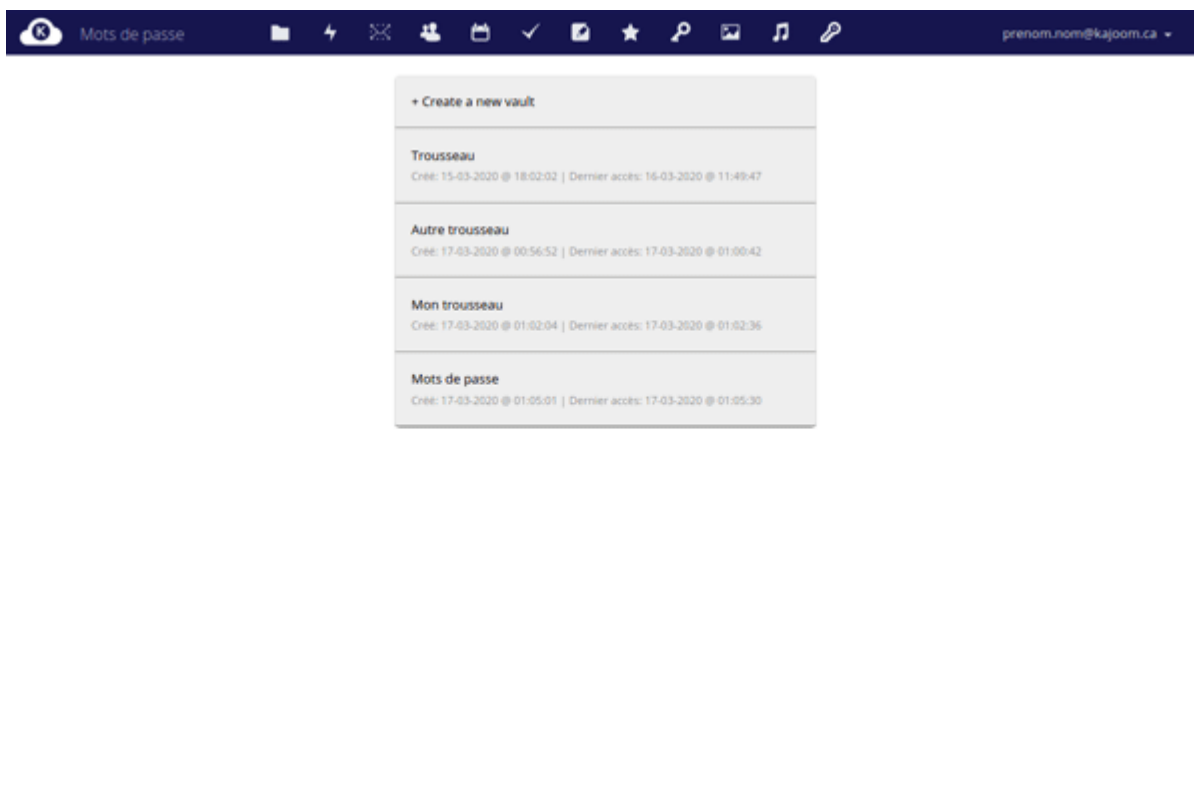 K
Mots de passe
prenom.nom@kajoom.ca
+ Create a new vault
Trousseau
Créé: 15-03-2020 @ 18:02:02 | Dernier accès: 16-03-2020 @ 11:49:47
Autre trousseau
Créé: 17-03-2020 @ 00:56:52 | Dernier accès: 17-03-2020 @ 01:00:42
Mon trousseau
Créé: 17-03-2020 @ 01:02:04 | Dernier accès: 17-03-2020 @ 01:02:36
Mots de passe
Créé: 17-03-2020 @ 01:05:01 | Dernier accès: 17-03-2020 @ 01:05:30